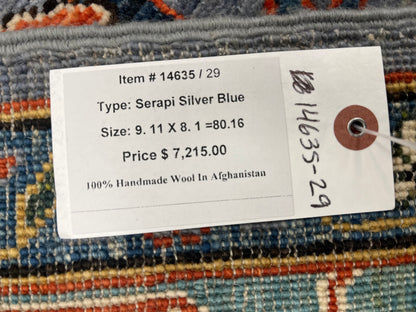 Item # 14635 / 29
Type: Serapi Silver Blue
Size: 9. 11 X 8. 1 =80.16
Price $ 7,215.00
100% Handmade Wool In Afghanistan
14635-29